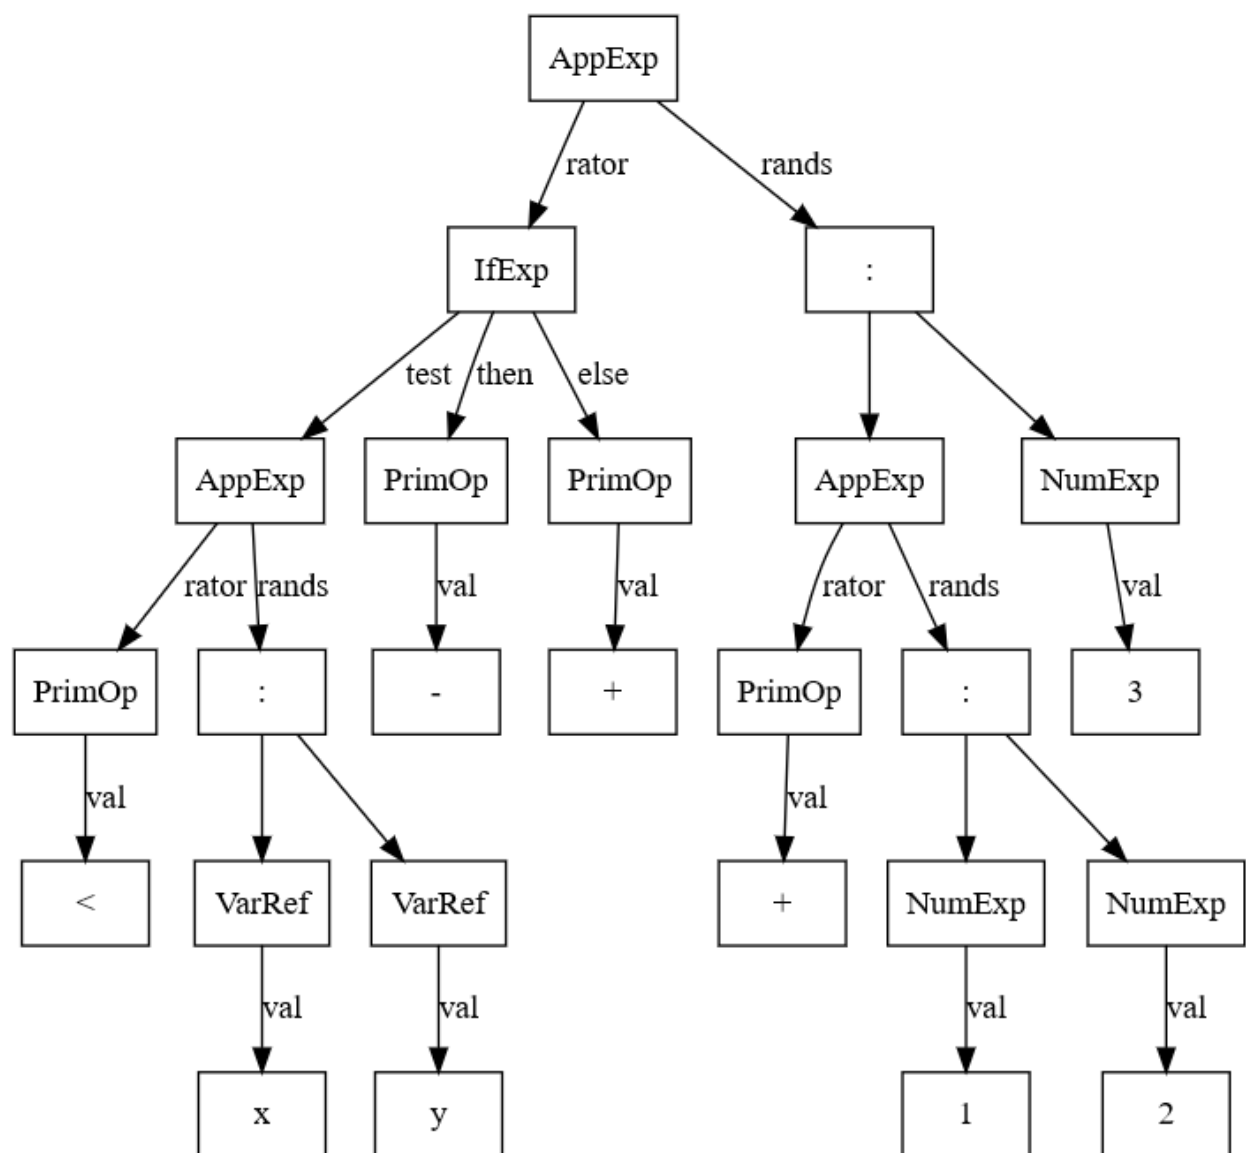 AppExp
rator rands
IfExp :
test then else
AppExp PrimOp PrimOp AppExp NumExp
rator rands val val rator rands val
PrimOp : - + PrimOp : 3
val val
< VarRef VarRef + NumExp NumExp
val val val val
x y 1 2